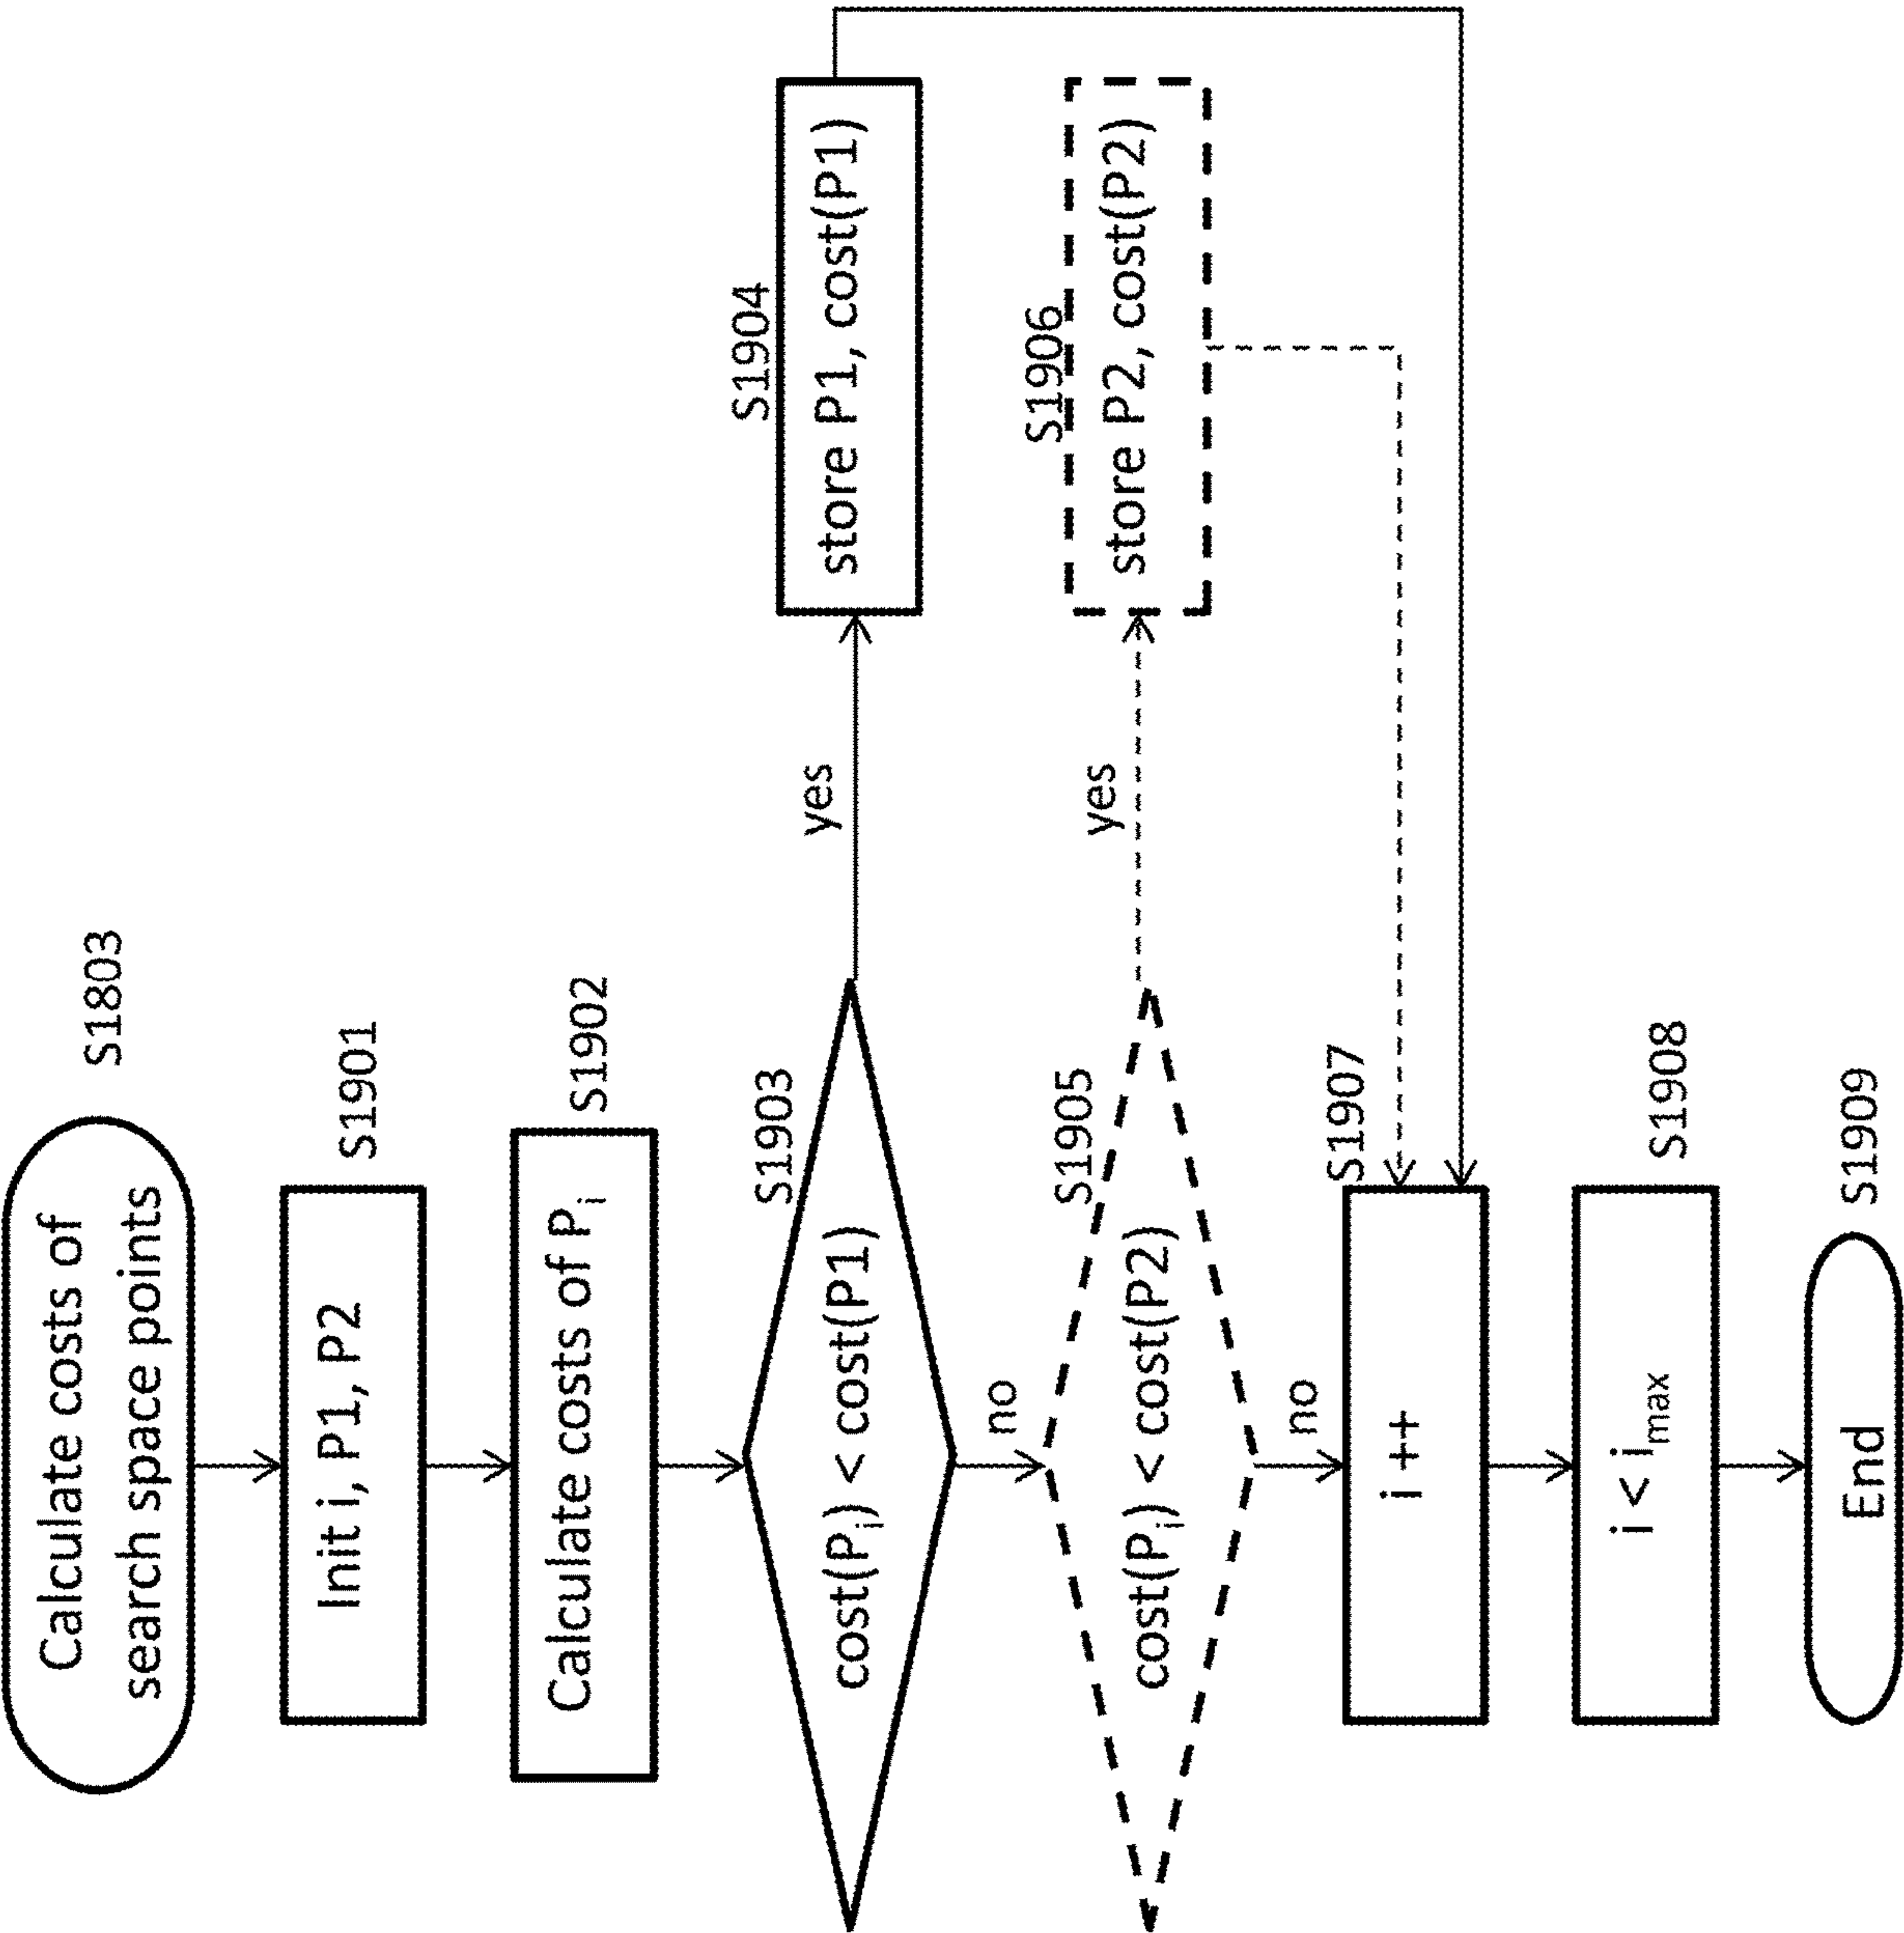 Calculate costs of
search space points
S1803
Init i, P1, P2
S1901
Calculate costs of Pᵢ
S1902
cost(Pᵢ) < cost(P1)
S1903
yes
store P1, cost(P1)
S1904
no
cost(Pᵢ) < cost(P2)
S1905
yes
store P2, cost(P2)
S1906
no
i ++
S1907
i < iₘₐₓ
S1908
End
S1909